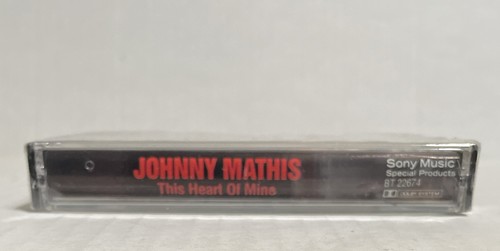 JOHNNY MATHIS
This Heart Of Mine
Sony Music
Special Products
BT 22674